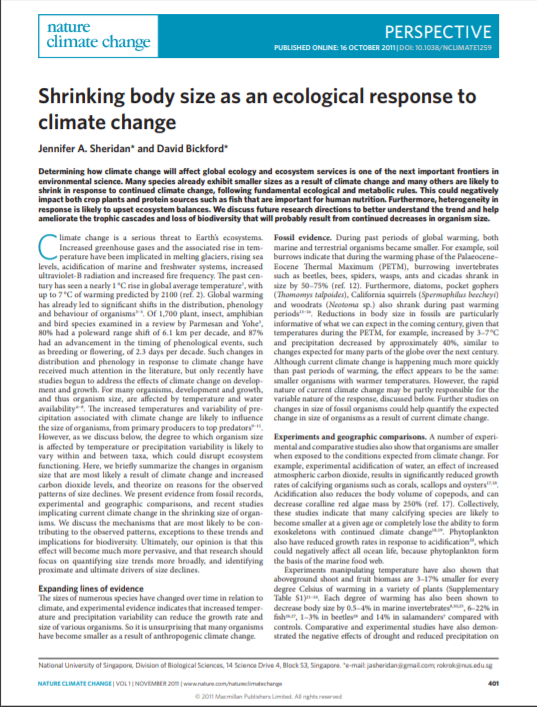 nature
climate change
PERSPECTIVE
PUBLISHED ONLINE: 16 OCTOBER 2011 | DOI: 10.1038/NCLIMATE1259
Shrinking body size as an ecological response to
climate change
Jennifer A. Sheridan* and David Bickford*
Determining how climate change will affect global ecology and ecosystem services is one of the next important frontiers in
environmental science. Many species already exhibit smaller sizes as a result of climate change and many others are likely to
shrink in response to continued climate change, following fundamental ecological and metabolic rules. This could negatively
impact both crop plants and protein sources such as fish that are important for human nutrition. Furthermore, heterogeneity in
response is likely to upset ecosystem balances. We discuss future research directions to better understand the trend and help
ameliorate the trophic cascades and loss of biodiversity that will probably result from continued decreases in organism size.
Climate change is a serious threat to Earth's ecosystems.
Increased greenhouse gases and the associated rise in tem-
perature have been implicated in melting glaciers, rising sea
levels, acidification of marine and freshwater systems, increased
ultraviolet-B radiation and increased fire frequency. The past cen-
tury has seen a nearly 1 °C rise in global average temperature, with
up to 7 °C warming predicted by 2100 (ref. 2). Global warming
has already led to significant shifts in the distribution, phenology
and behaviour of organisms. Of 1,700 plant, insect, amphibian
and bird species examined in a review by Parmesan and Yohe,
80% had a poleward range shift of 6.1 km per decade, and 87%
had an advancement in the timing of phenological events, such
as breeding or flowering, of 2.3 days per decade. Such changes in
distribution and phenology in response to climate change have
received much attention in the literature, but only recently have
studies begun to address the effects of climate change on develop-
ment and growth. For many organisms, development and growth,
and thus organism size, are affected by temperature and water
availability. The increased temperatures and variability of pre-
cipitation associated with climate change are likely to influence
the size of organisms, from primary producers to top predators.
However, as we discuss below, the degree to which organism size
is affected by temperature or precipitation variability is likely to
vary within and between taxa, which could disrupt ecosystem
functioning. Here, we briefly summarize the changes in organism
size that are most likely a result of climate change and increased
carbon dioxide levels, and theorize on reasons for the observed
patterns of size declines. We present evidence from fossil records,
experimental and geographic comparisons, and recent studies
implicating current climate change in the shrinking size of organ-
isms. We discuss the mechanisms that are most likely to be con-
tributing to the observed patterns, exceptions to these trends and
implications for biodiversity. Ultimately, our opinion is that this
effect will become much more pervasive, and that research should
focus on quantifying size trends more broadly, and identifying
proximate and ultimate drivers of size declines.
Expanding lines of evidence
The sizes of numerous species have changed over time in relation to
climate, and experimental evidence indicates that increased temper-
ature and precipitation variability can reduce the growth rate and
size of various organisms. So it is unsurprising that many organisms
have become smaller as a result of anthropogenic climate change.
Fossil evidence. During past periods of global warming, both
marine and terrestrial organisms became smaller. For example, soil
burrows indicate that during the warming phase of the Palaeocene–
Eocene Thermal Maximum (PETM), burrowing invertebrates
such as beetles, bees, spiders, wasps, ants and cicadas shrank in
size by 50–75% (ref. 12). Furthermore, diatoms, pocket gophers
(Thomomys talpoides), California squirrels (Spermophilus beecheyi)
and woodrats (Neotoma sp.) also shrank during past warming
periods. Reductions in body size in fossils are particularly
informative of what we can expect in the coming century, given that
temperatures during the PETM, for example, increased by 3–7 °C
and precipitation decreased by approximately 40%, similar to
changes expected for many parts of the globe over the next century.
Although current climate change is happening much more quickly
than past periods of warming, the effect appears to be the same:
smaller organisms with warmer temperatures. However, the rapid
nature of current climate change may be partly responsible for the
variable nature of the response, discussed below. Further studies on
changes in size of fossil organisms could help quantify the expected
change in size of organisms as a result of current climate change.
Experiments and geographic comparisons. A number of experi-
mental and comparative studies also show that organisms are smaller
when exposed to the conditions expected from climate change. For
example, experimental acidification of water, an effect of increased
atmospheric carbon dioxide, results in significantly reduced growth
rates of calcifying organisms such as corals, scallops and oysters.
Acidification also reduces the body volume of copepods, and can
decrease coralline red algae mass by 250% (ref. 17). Collectively,
these studies indicate that many calcifying species are likely to
become smaller at a given age or completely lose the ability to form
exoskeletons with continued climate change. Phytoplankton
also have reduced growth rates in response to acidification, which
could negatively affect all ocean life, because phytoplankton form
the basis of the marine food web.
Experiments manipulating temperature have also shown that
aboveground shoot and fruit biomass are 3–17% smaller for every
degree Celsius of warming in a variety of plants (Supplementary
Table S1). Each degree of warming has also been shown to
decrease body size by 0.5–4% in marine invertebrates, 6–22% in
fish, 1–3% in beetles and 14% in salamanders compared with
controls. Comparative and experimental studies have also demon-
strated the negative effects of drought and reduced precipitation on
National University of Singapore, Division of Biological Sciences, 14 Science Drive 4, Block S3, Singapore. *e-mail: jasheridan@gmail.com; rokrok@nus.edu.sg
NATURE CLIMATE CHANGE | VOL 1 | NOVEMBER 2011 | www.nature.com/natureclimatechange
401
© 2011 Macmillan Publishers Limited. All rights reserved